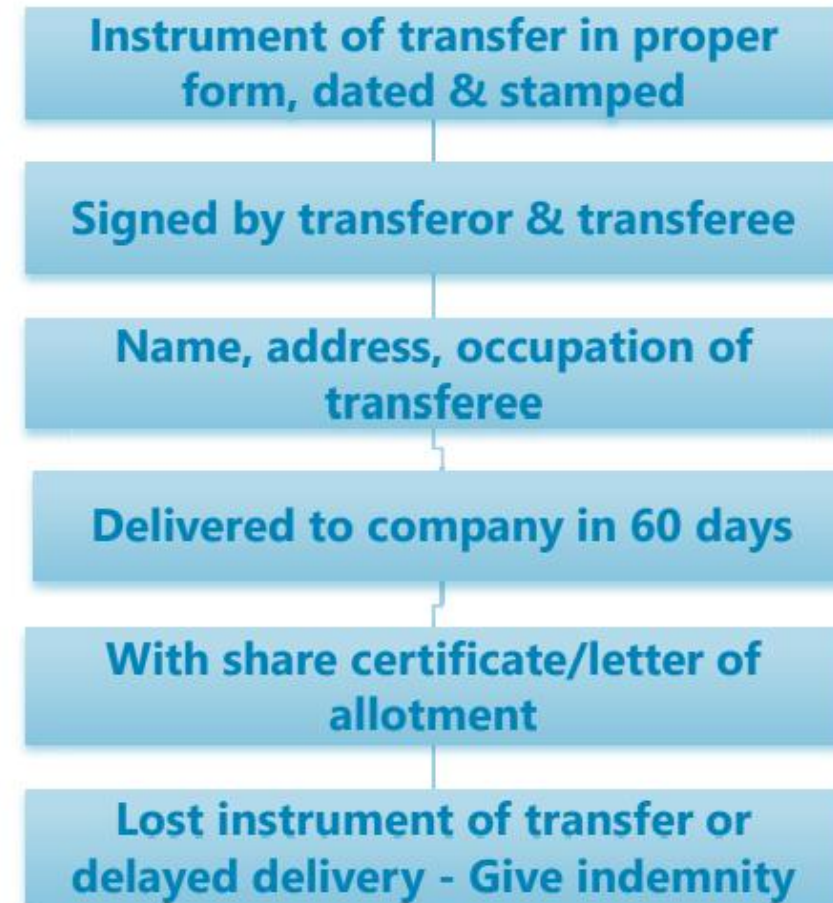 Instrument of transfer in proper
form, dated & stamped
Signed by transferor & transferee
Name, address, occupation of
transferee
Delivered to company in 60 days
With share certificate/letter of
allotment
Lost instrument of transfer or
delayed delivery - Give indemnity